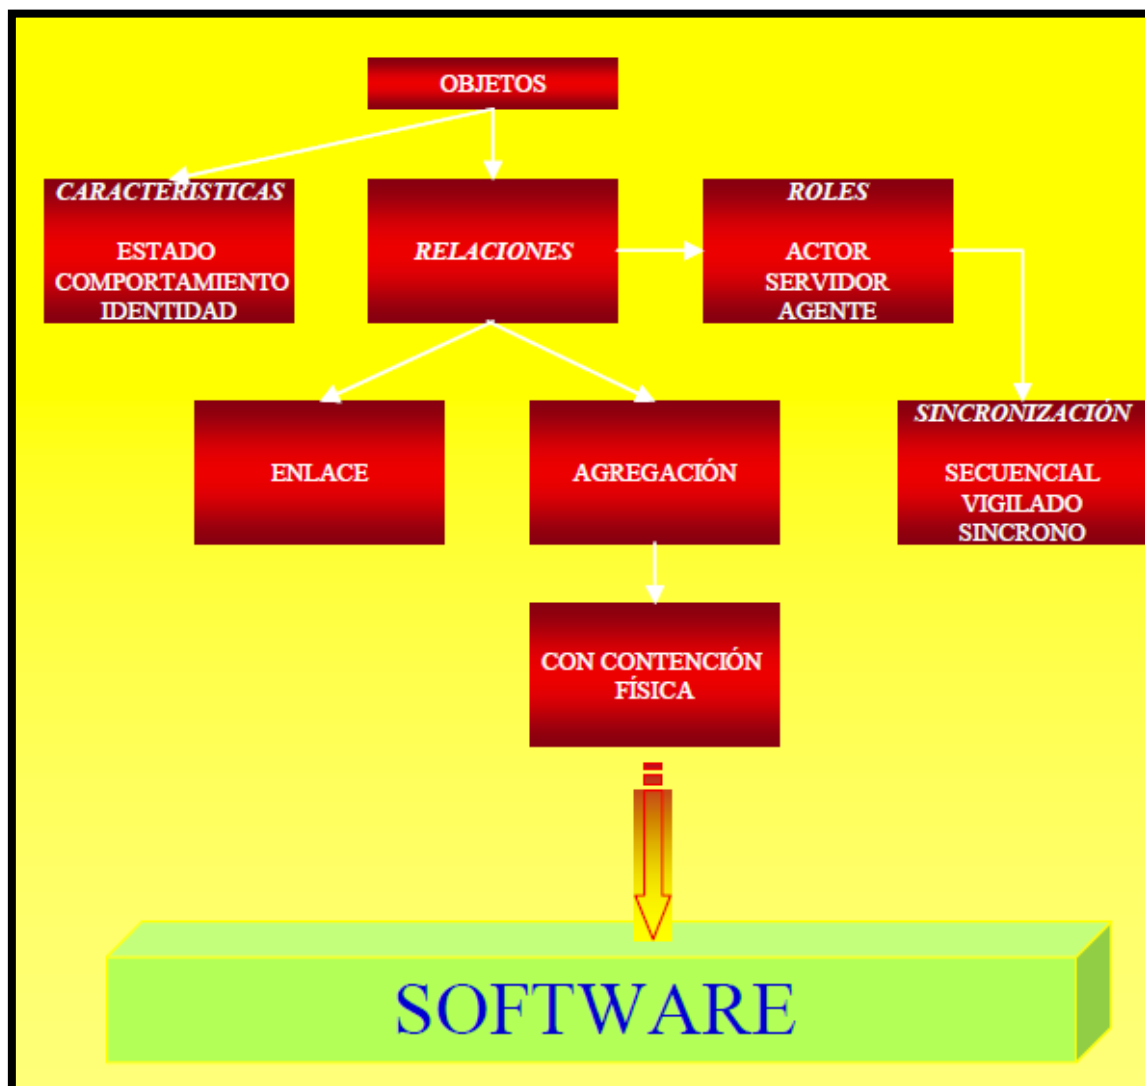 OBJETOS
CARACTERISTICAS
ESTADO
COMPORTAMIENTO
IDENTIDAD
RELACIONES
ROLES
ACTOR
SERVIDOR
AGENTE
ENLACE
AGREGACIÓN
SINCRONIZACIÓN
SECUENCIAL
VIGILADO
SINCRONO
CON CONTENCIÓN
FÍSICA
SOFTWARE